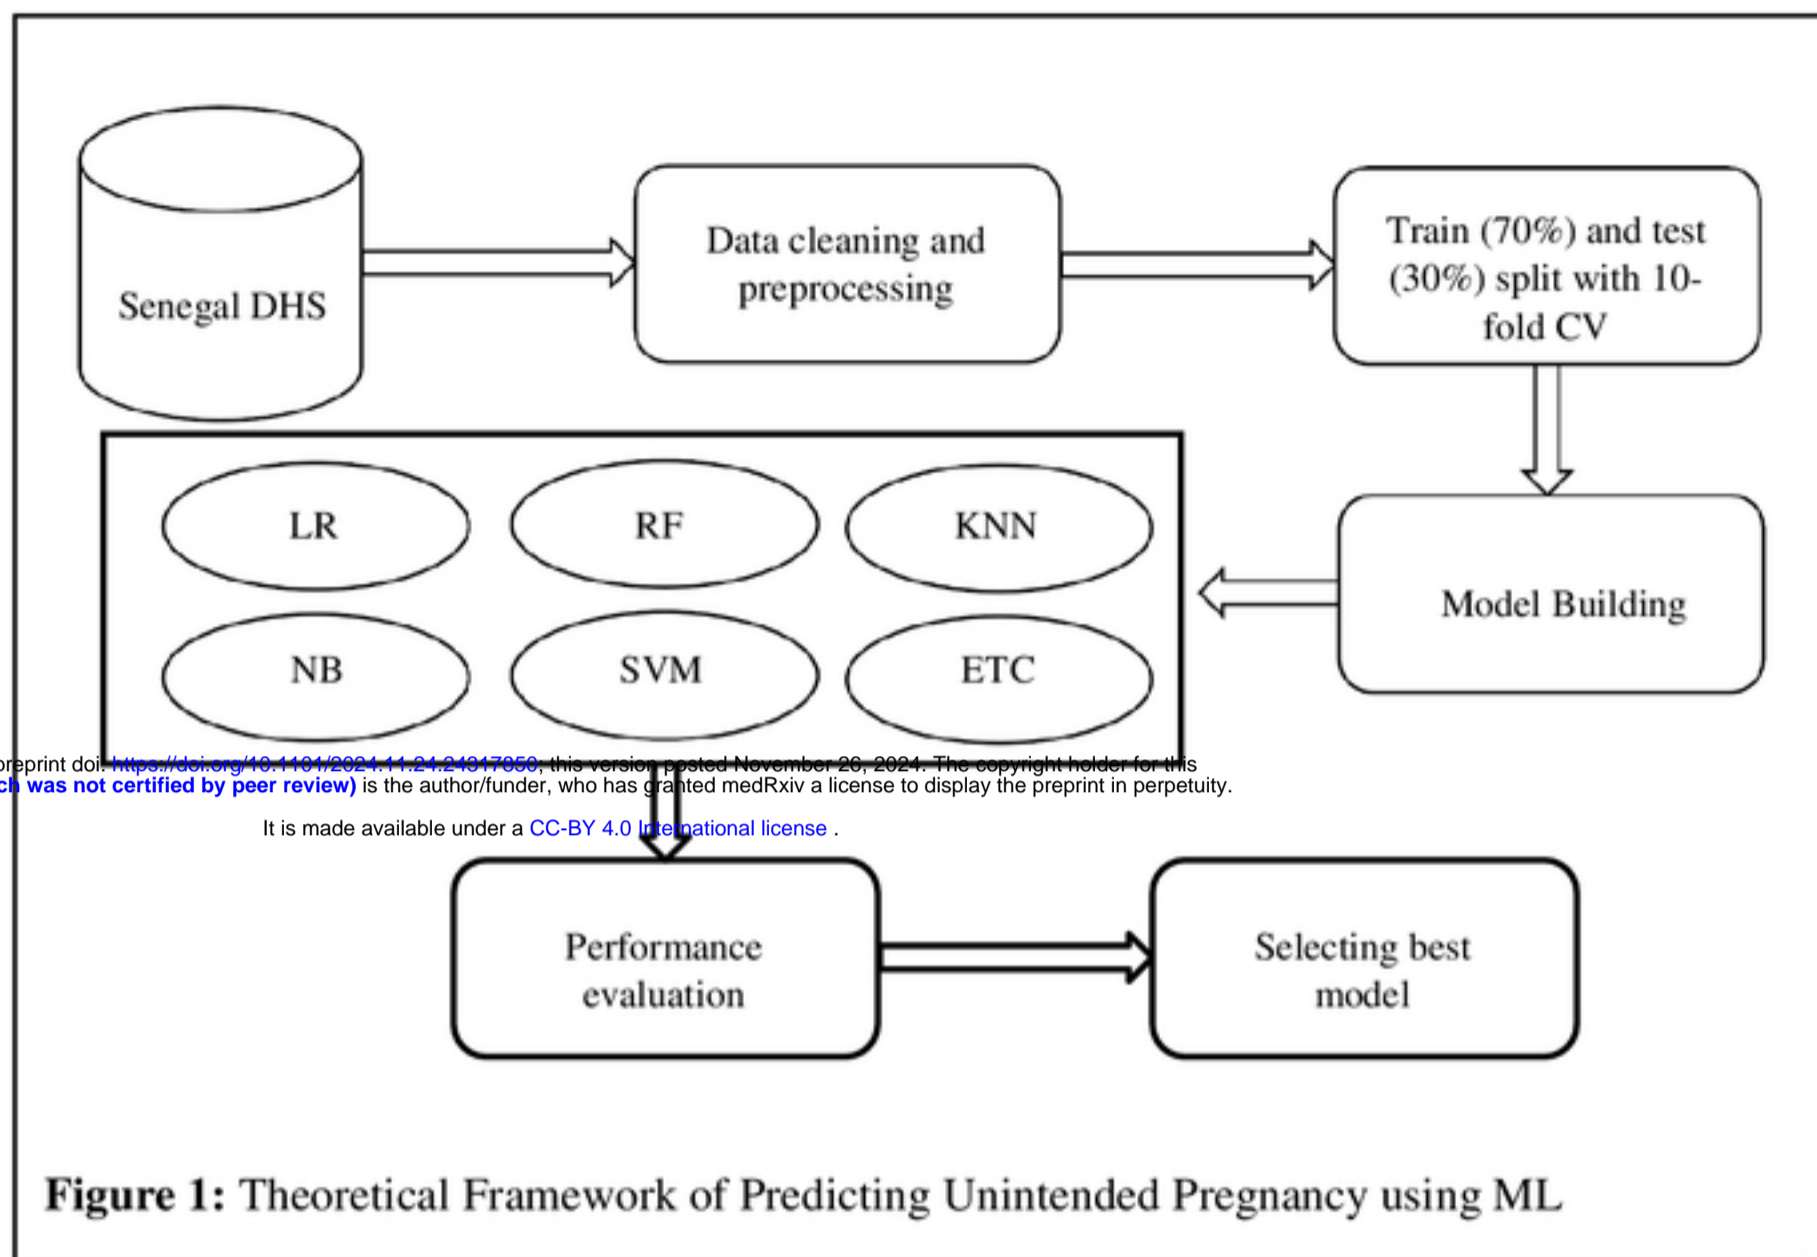 Senegal DHS
Data cleaning and
preprocessing
Train (70%) and test
(30%) split with 10-
fold CV
LR
RF
KNN
NB
SVM
ETC
Model Building
preprint doi: https://doi.org/10.1101/2024.11.24.24317850; this version posted November 26, 2024. The copyright holder for this
was not certified by peer review) is the author/funder, who has granted medRxiv a license to display the preprint in perpetuity.
It is made available under a CC-BY 4.0 International license .
Performance
evaluation
Selecting best
model
Figure 1: Theoretical Framework of Predicting Unintended Pregnancy using ML